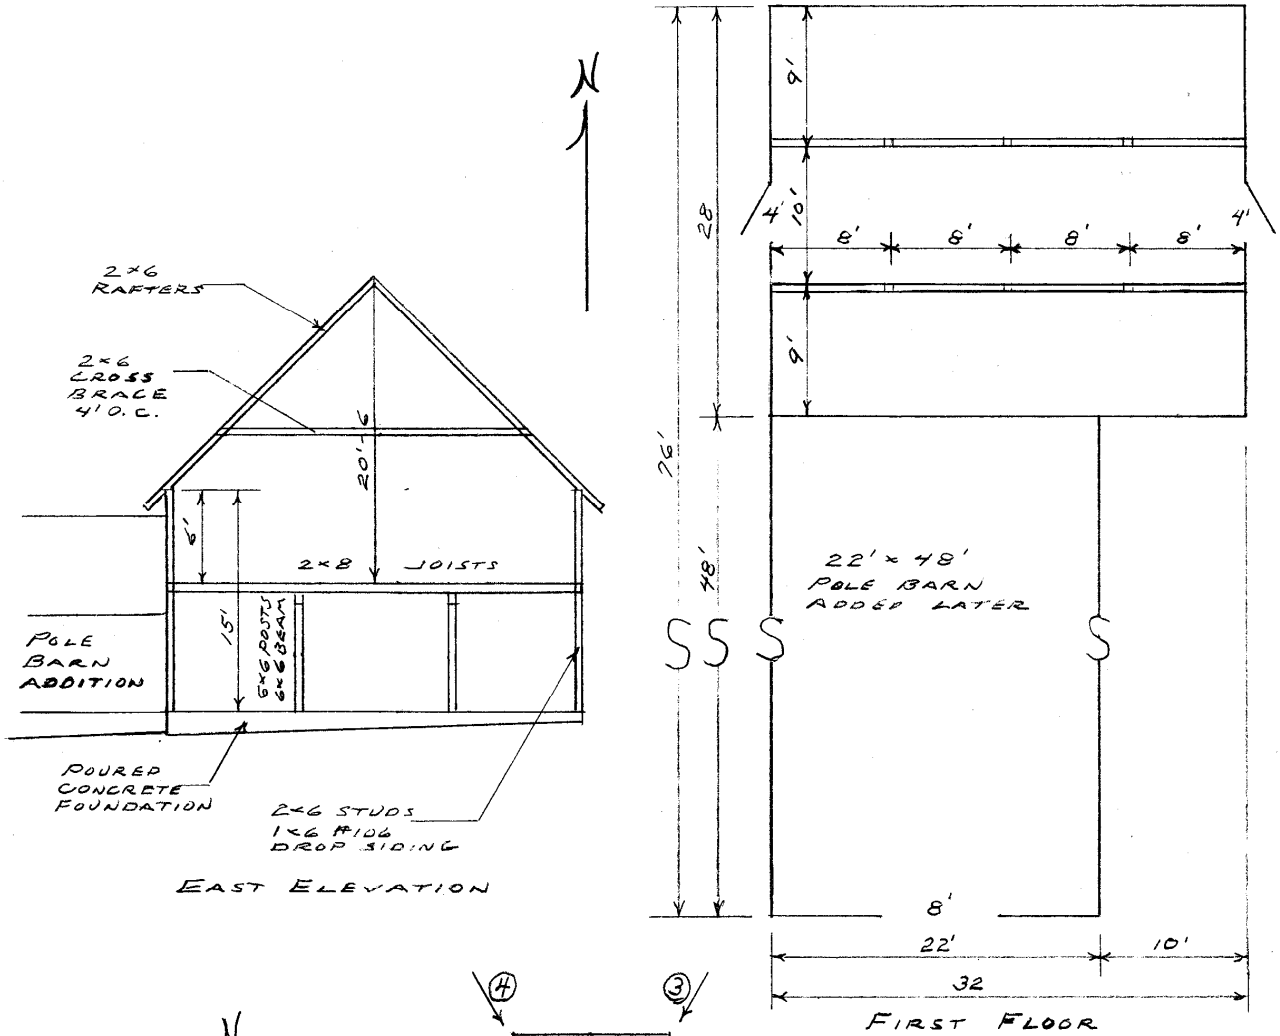 N
2×6
RAFTERS
2×6
CROSS
BRACE
4' O.C.
20'-6
6'
15'
2×8 JOISTS
6×6 POSTS
6×6 BEAM
POLE
BARN
ADDITION
POURED
CONCRETE
FOUNDATION
2×6 STUDS
1×6 #106
DROP SIDING
EAST ELEVATION
9'
10'
4'
4'
8'
8'
8'
8'
9'
28
76'
48'
22' × 48'
POLE BARN
ADDED LATER
S S S S
8'
22'
10'
32
FIRST FLOOR
4
3
N